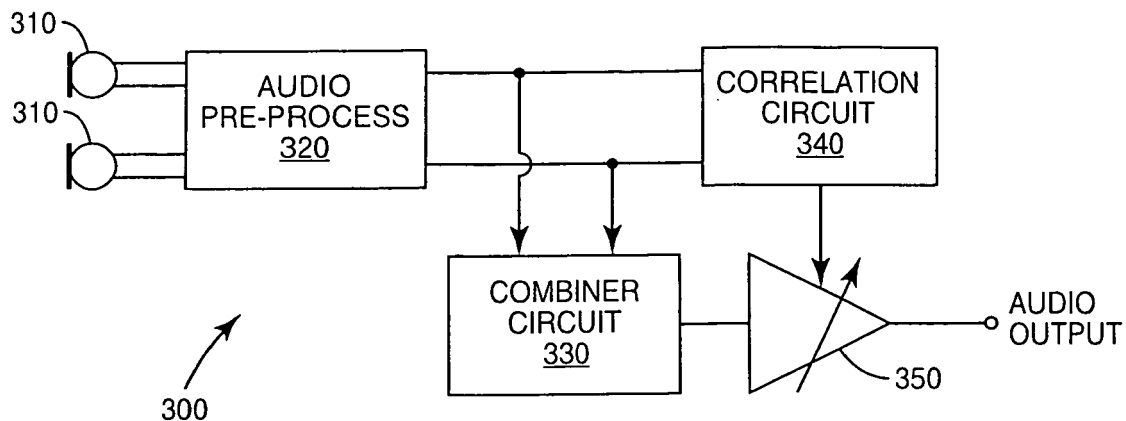 310
310
AUDIO
PRE-PROCESS
320
CORRELATION
CIRCUIT
340
COMBINER
CIRCUIT
330
AUDIO
OUTPUT
350
300